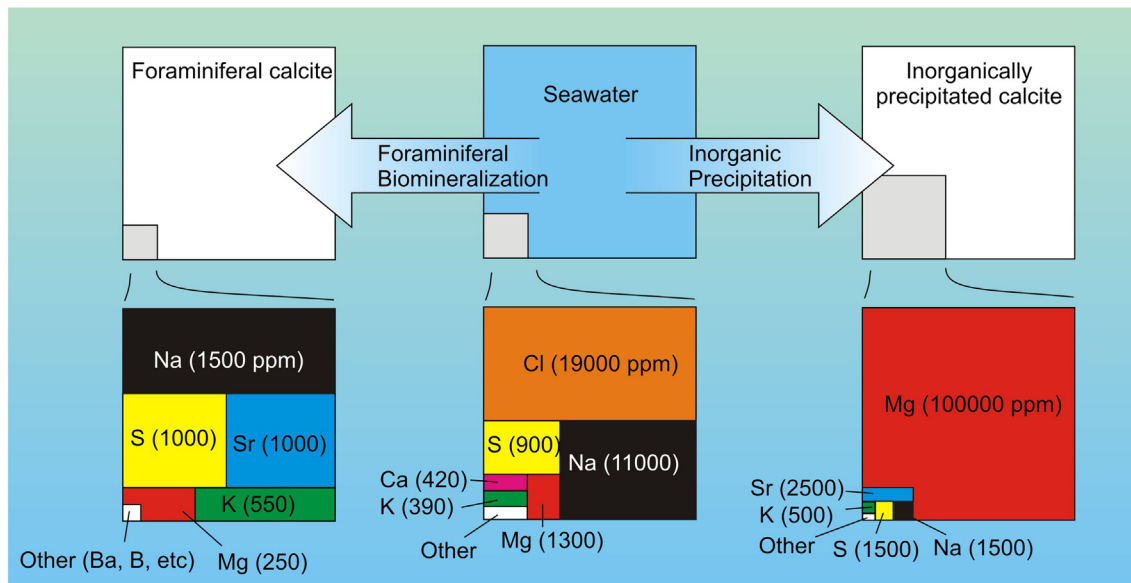 Foraminiferal calcite
Seawater
Inorganically
precipitated calcite
Foraminiferal
Biomineralization
Inorganic
Precipitation
Na (1500 ppm)
S (1000)
Sr (1000)
K (550)
Other (Ba, B, etc)
Mg (250)
Cl (19000 ppm)
S (900)
Na (11000)
Ca (420)
K (390)
Other
Mg (1300)
Mg (100000 ppm)
Sr (2500)
K (500)
Other
S (1500)
Na (1500)